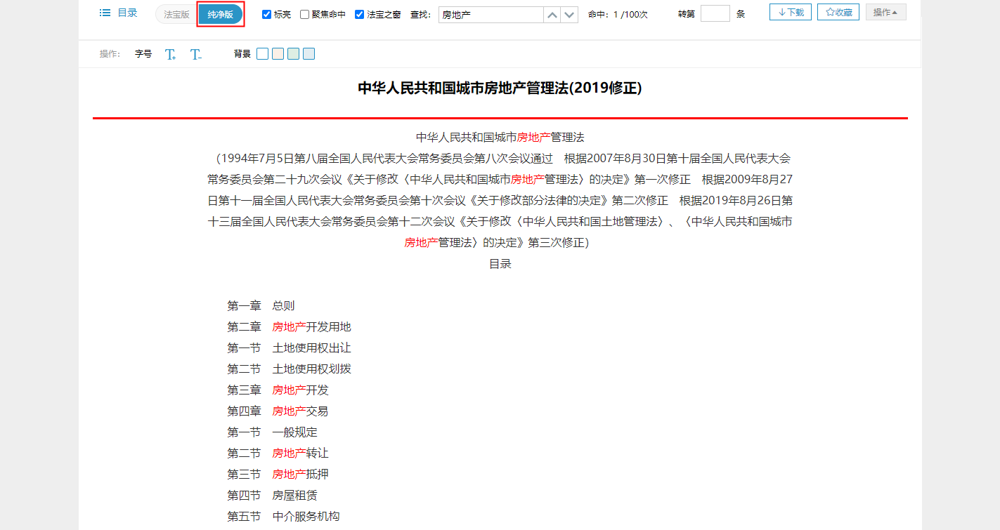 目录 法宝版 纯净版 标亮 聚焦命中 法宝之窗 查找： 房地产 命中：1 /100次 转第 条 下载 收藏 操作
操作： 字号 T+ T- 背景
中华人民共和国城市房地产管理法(2019修正)
中华人民共和国城市房地产管理法
（1994年7月5日第八届全国人民代表大会常务委员会第八次会议通过　根据2007年8月30日第十届全国人民代表大会
常务委员会第二十九次会议《关于修改〈中华人民共和国城市房地产管理法〉的决定》第一次修正　根据2009年8月27
日第十一届全国人民代表大会常务委员会第十次会议《关于修改部分法律的决定》第二次修正　根据2019年8月26日第
十三届全国人民代表大会常务委员会第十二次会议《关于修改〈中华人民共和国土地管理法〉、〈中华人民共和国城市
房地产管理法〉的决定》第三次修正）
目录
第一章　总则
第二章　房地产开发用地
第一节　土地使用权出让
第二节　土地使用权划拨
第三章　房地产开发
第四章　房地产交易
第一节　一般规定
第二节　房地产转让
第三节　房地产抵押
第四节　房屋租赁
第五节　中介服务机构